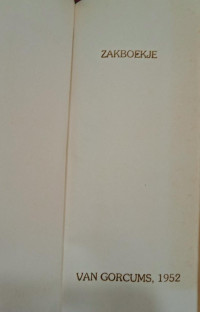 ZAKBOEKJE
VAN GORCUMS, 1952